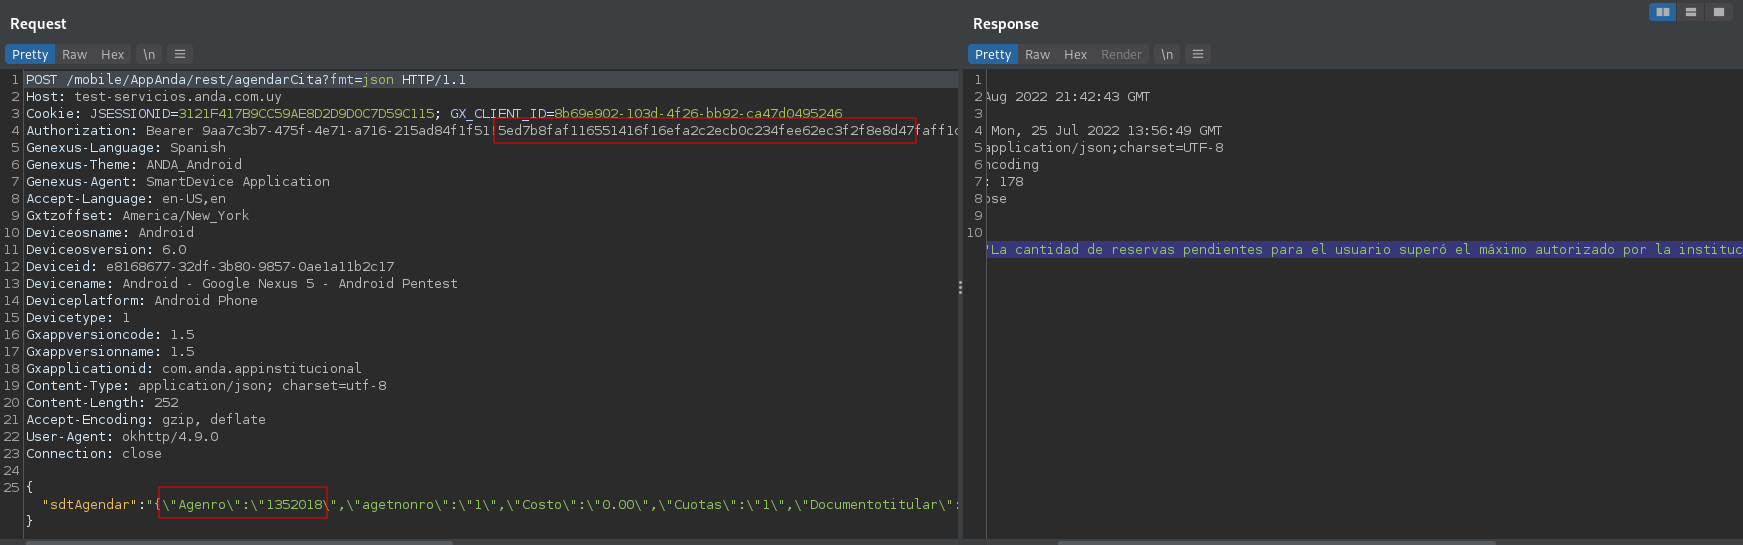 Request
Pretty Raw Hex \n
1 POST /mobile/AppAnda/rest/agendarCita?fmt=json HTTP/1.1
2 Host: test-servicios.anda.com.uy
3 Cookie: JSESSIONID=3121F417B9CC59AE8D2D9D0C7D59C115; GX_CLIENT_ID=8b69e902-103d-4f26-bb92-ca47d0495246
4 Authorization: Bearer 9aa7c3b7-475f-4e71-a716-215ad84f1f51!5ed7b8faf116551416f16efa2c2ecb0c234fee62ec3f2f8e8d47faff1c
5 Genexus-Language: Spanish
6 Genexus-Theme: ANDA_Android
7 Genexus-Agent: SmartDevice Application
8 Accept-Language: en-US,en
9 Gxtzoffset: America/New_York
10 Deviceosname: Android
11 Deviceosversion: 6.0
12 Deviceid: e8168677-32df-3b80-9857-0ae1a11b2c17
13 Devicename: Android - Google Nexus 5 - Android Pentest
14 Deviceplatform: Android Phone
15 Devicetype: 1
16 Gxappversioncode: 1.5
17 Gxappversionname: 1.5
18 Gxapplicationid: com.anda.appinstitucional
19 Content-Type: application/json; charset=utf-8
20 Content-Length: 252
21 Accept-Encoding: gzip, deflate
22 User-Agent: okhttp/4.9.0
23 Connection: close
24
25 {
"sdtAgendar":"{\"Agenro\":\"1352018\",\"agetnonro\":\"1\",\"Costo\":\"0.00\",\"Cuotas\":\"1\",\"Documentotitular\":
}
Response
Pretty Raw Hex Render \n
1
2 Aug 2022 21:42:43 GMT
3
4 Mon, 25 Jul 2022 13:56:49 GMT
5 application/json;charset=UTF-8
6 ncoding
7 : 178
8 ose
9
10
"La cantidad de reservas pendientes para el usuario superó el máximo autorizado por la instituc